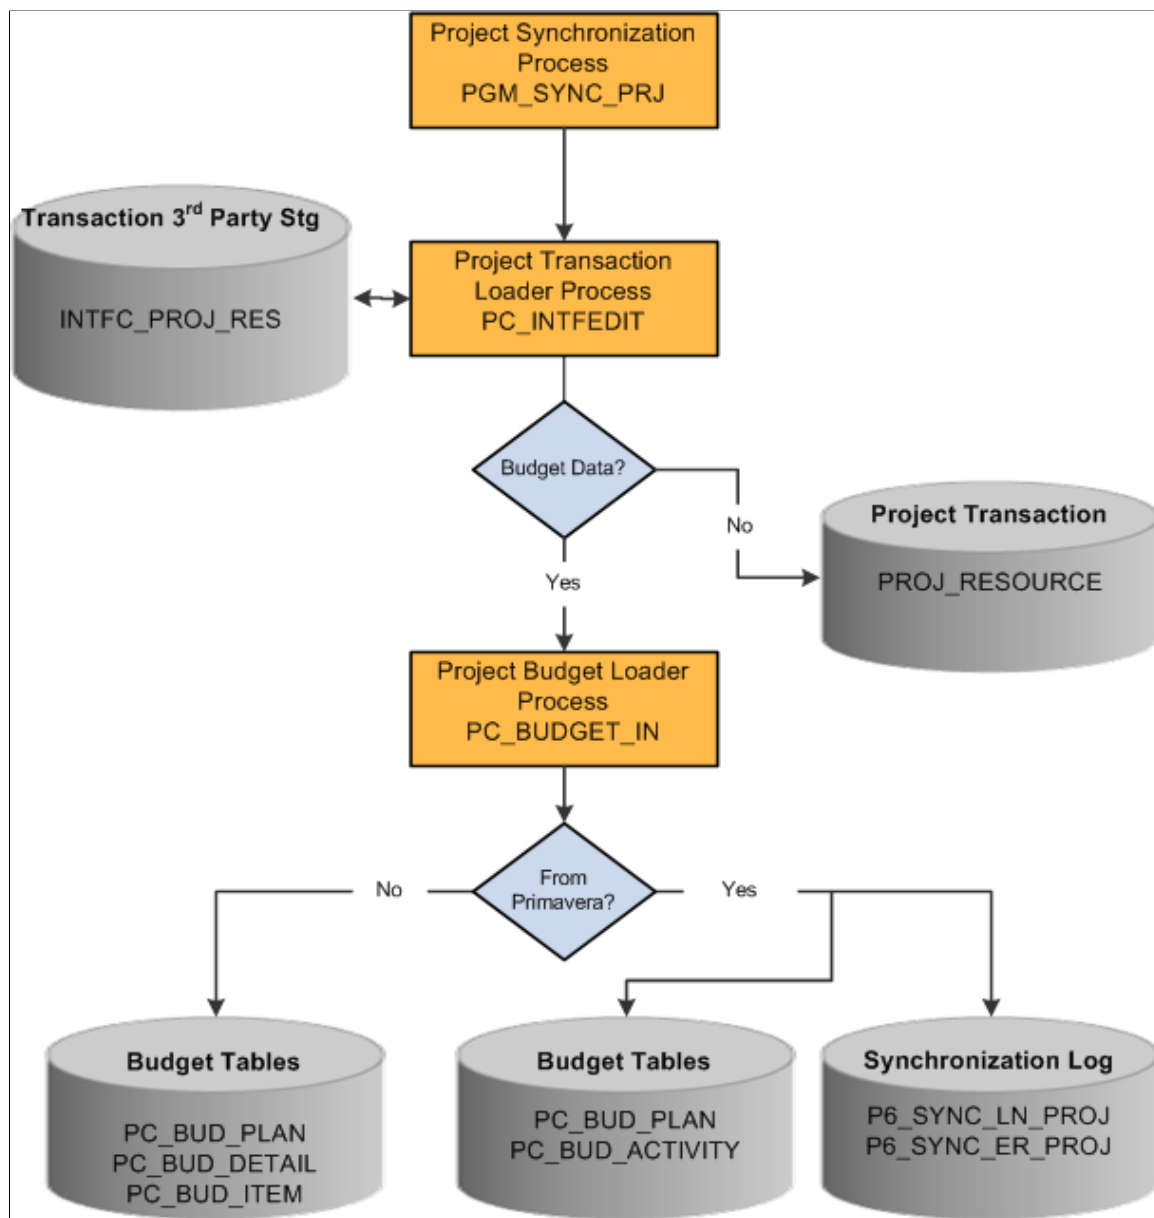 Project Synchronization
Process
PGM_SYNC_PRJ
Transaction 3rd Party Stg
INTFC_PROJ_RES
Project Transaction
Loader Process
PC_INTFEDIT
Budget Data?
No
Project Transaction
PROJ_RESOURCE
Yes
Project Budget Loader
Process
PC_BUDGET_IN
From
Primavera?
No
Yes
Budget Tables
PC_BUD_PLAN
PC_BUD_DETAIL
PC_BUD_ITEM
Budget Tables
PC_BUD_PLAN
PC_BUD_ACTIVITY
Synchronization Log
P6_SYNC_LN_PROJ
P6_SYNC_ER_PROJ